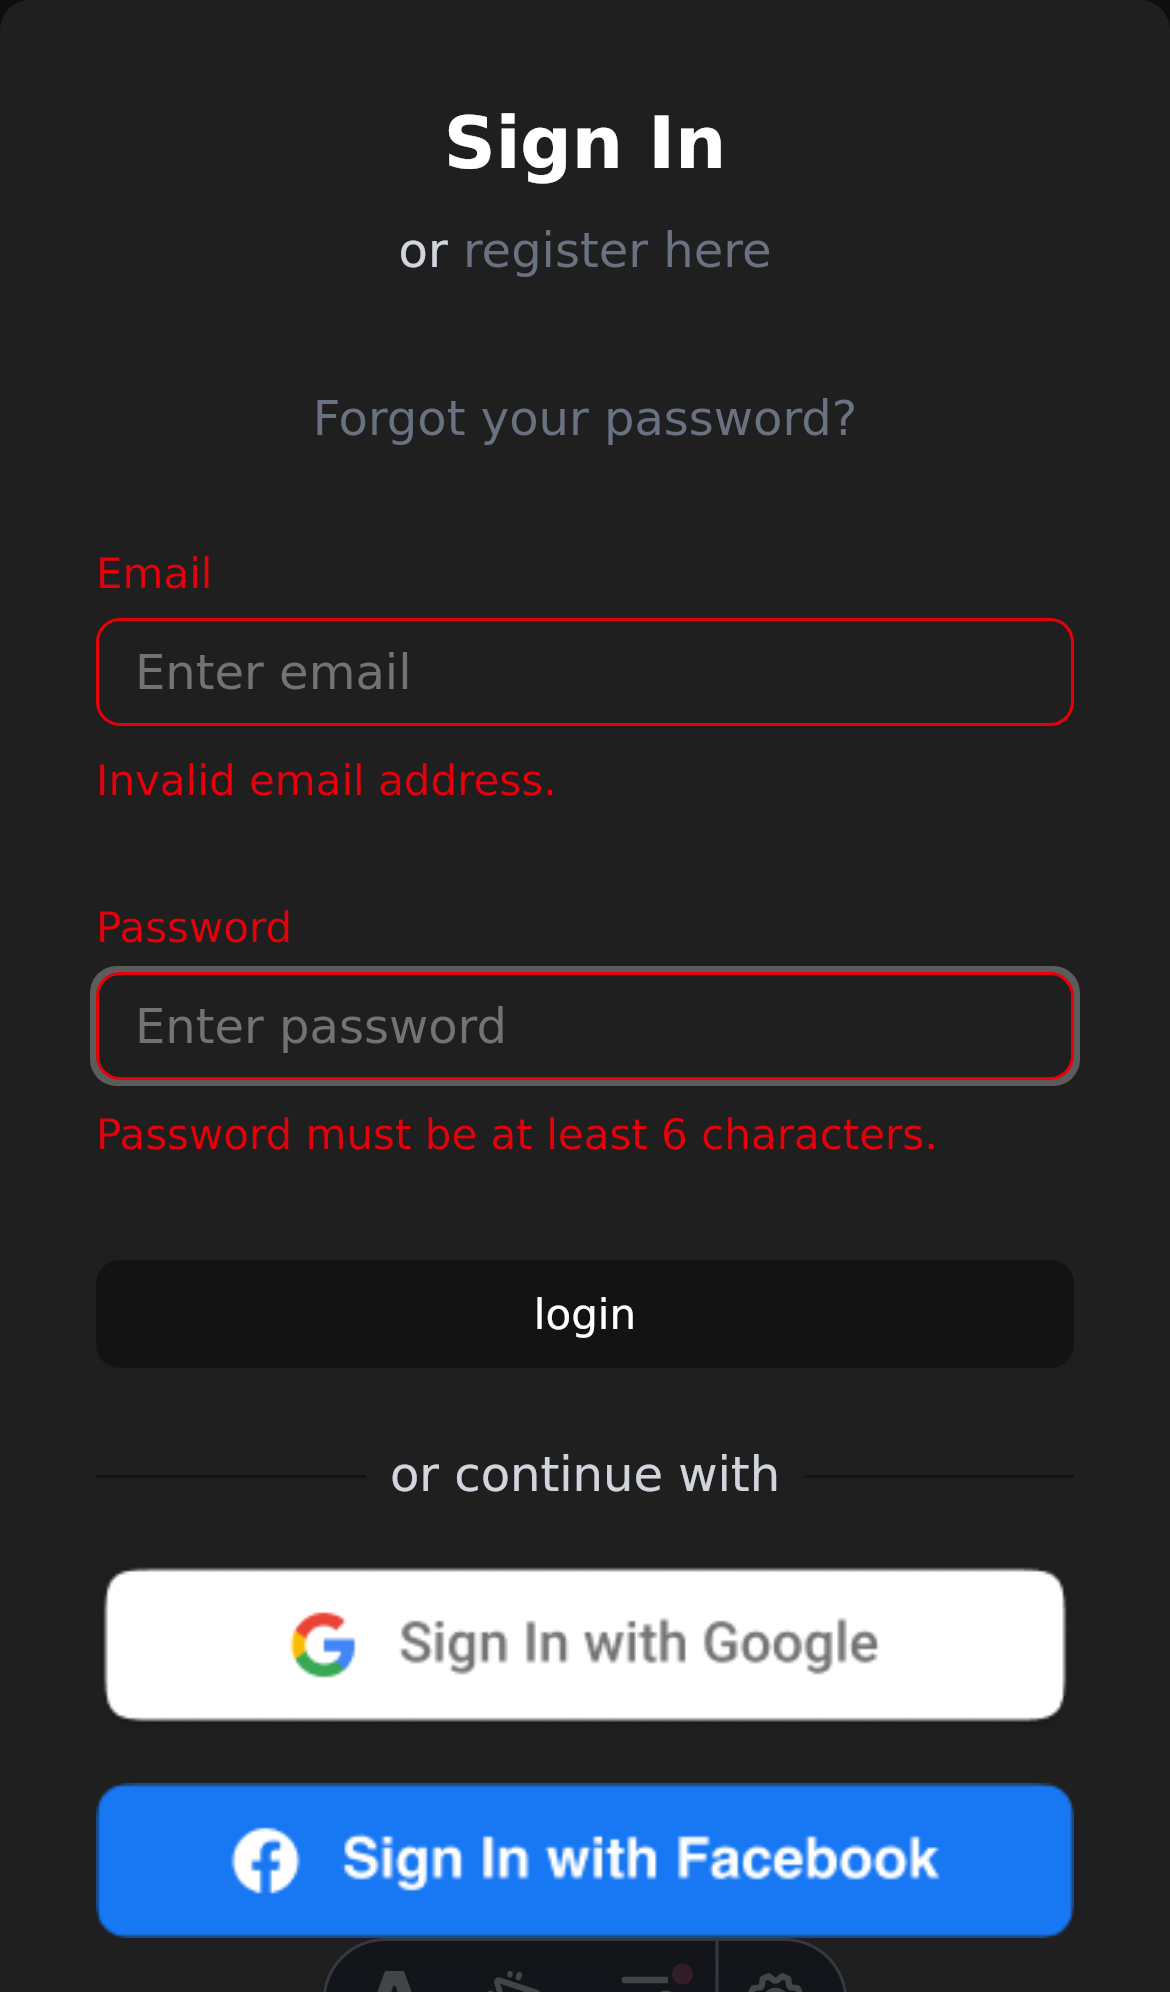 Sign In
or register here
Forgot your password?
Email
Enter email
Invalid email address.
Password
Enter password
Password must be at least 6 characters.
login
or continue with
Sign In with Google
Sign In with Facebook